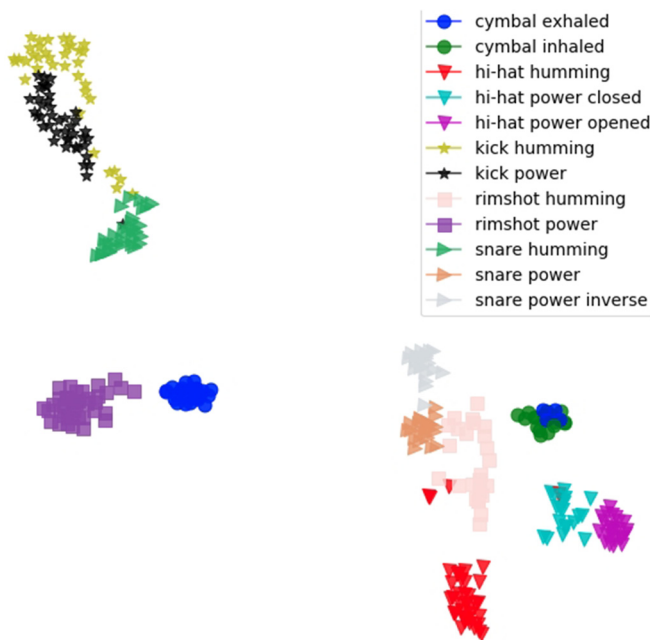 cymbal exhaled
cymbal inhaled
hi-hat humming
hi-hat power closed
hi-hat power opened
kick humming
kick power
rimshot humming
rimshot power
snare humming
snare power
snare power inverse